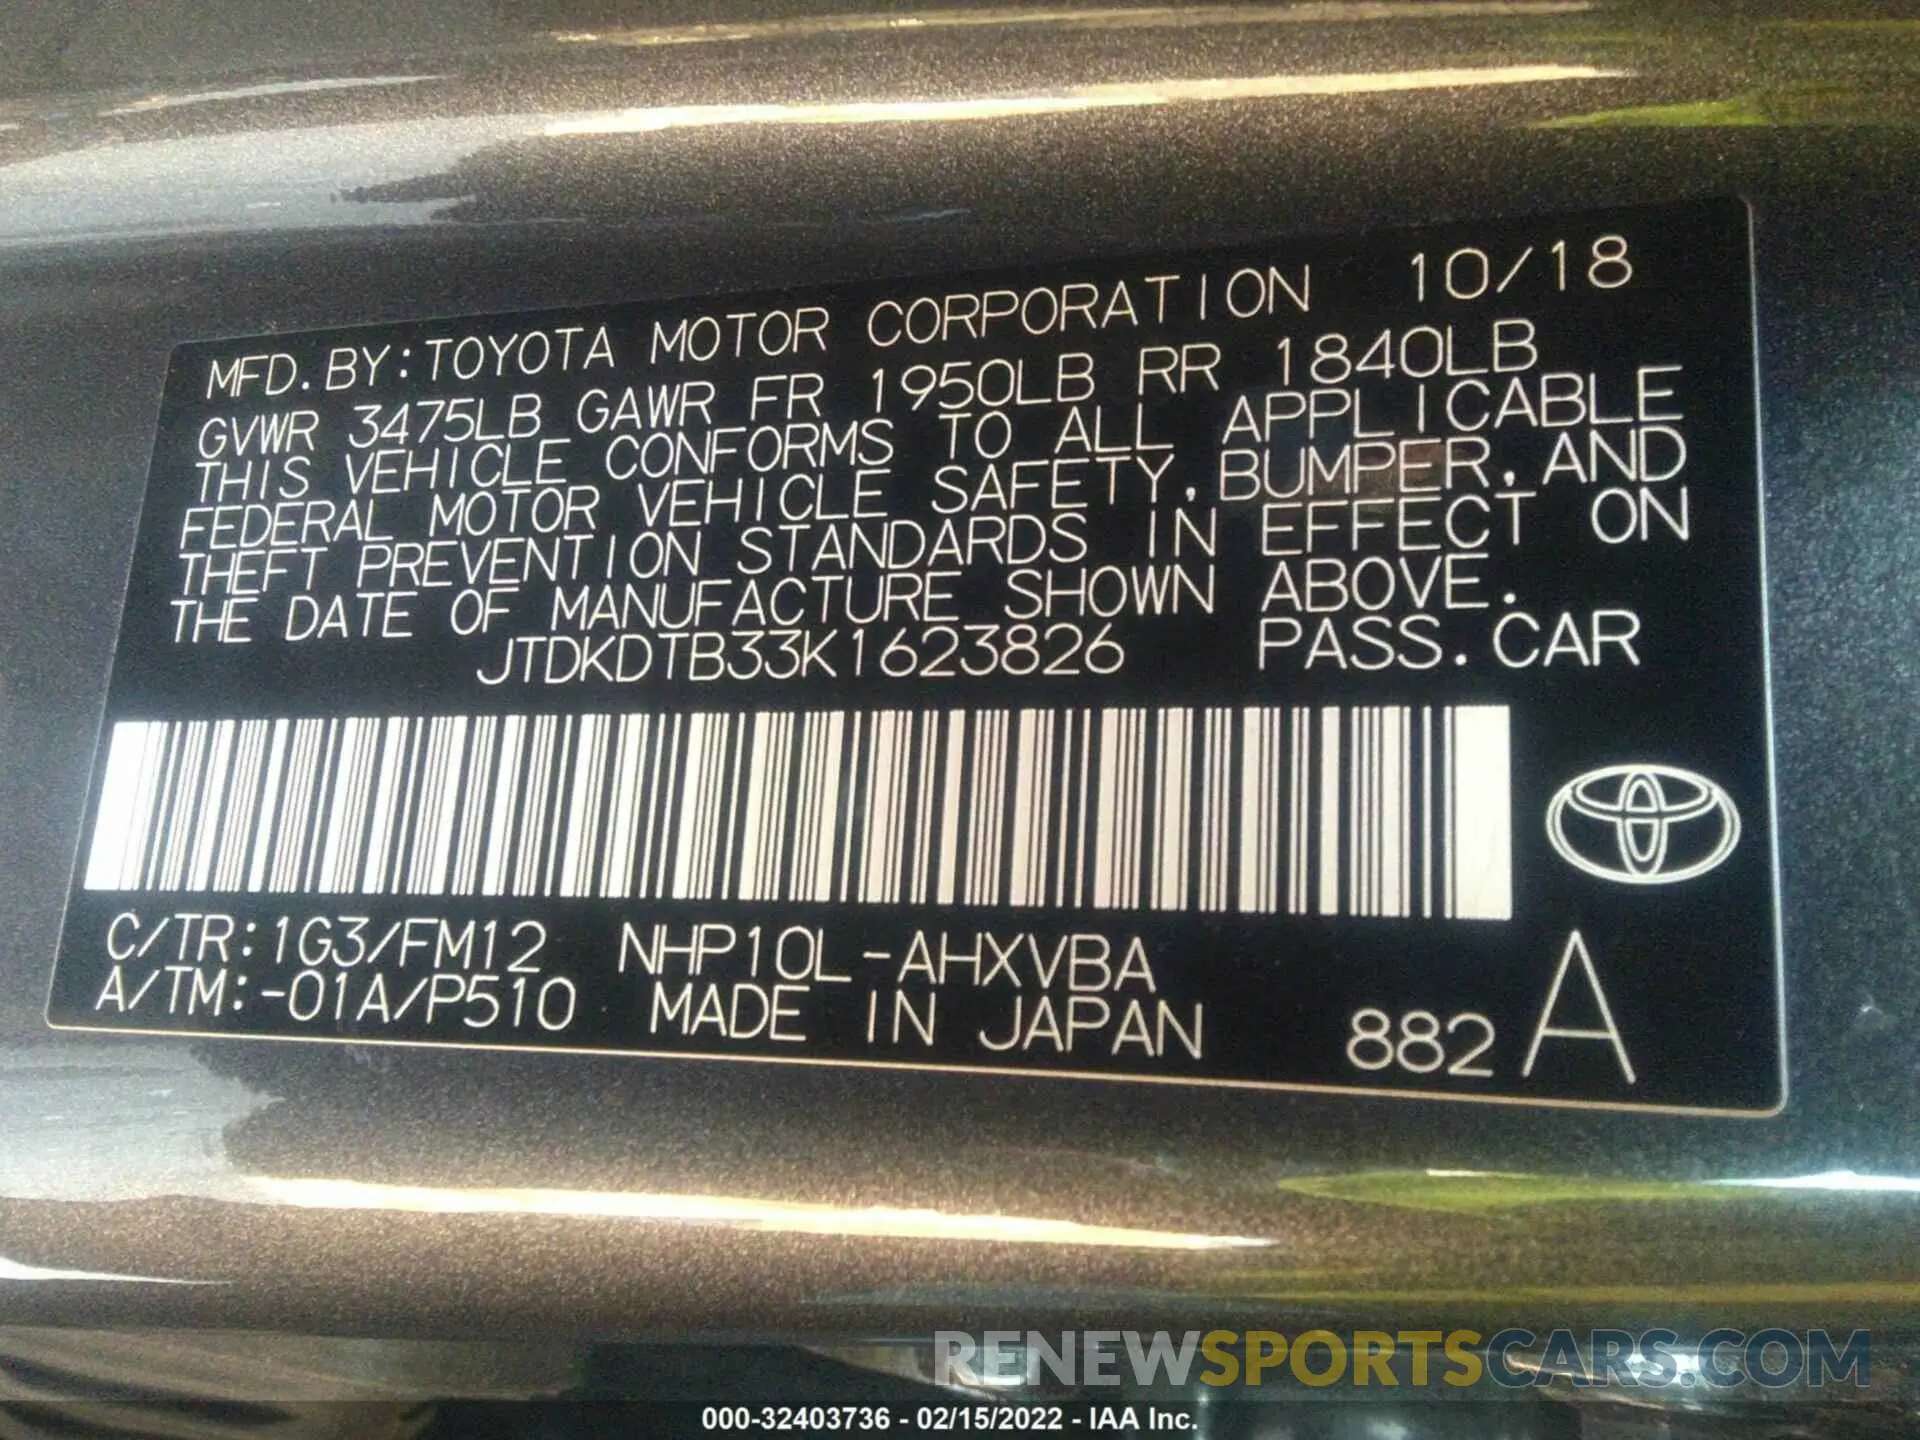 MFD. BY: TOYOTA MOTOR CORPORATION 10/18
GVWR 3475LB GAWR FR 1950LB RR 1840LB
THIS VEHICLE CONFORMS TO ALL APPLICABLE
FEDERAL MOTOR VEHICLE SAFETY, BUMPER, AND
THEFT PREVENTION STANDARDS IN EFFECT ON
THE DATE OF MANUFACTURE SHOWN ABOVE.
JTDKDTB33K1623826 PASS. CAR
C/TR: 1G3/FM12 NHP10L-AHXVBA
A/TM: -01A/P510 MADE IN JAPAN 882 A
RENEWSPORTSCARS.COM
000-32403736 - 02/15/2022 - IAA Inc.